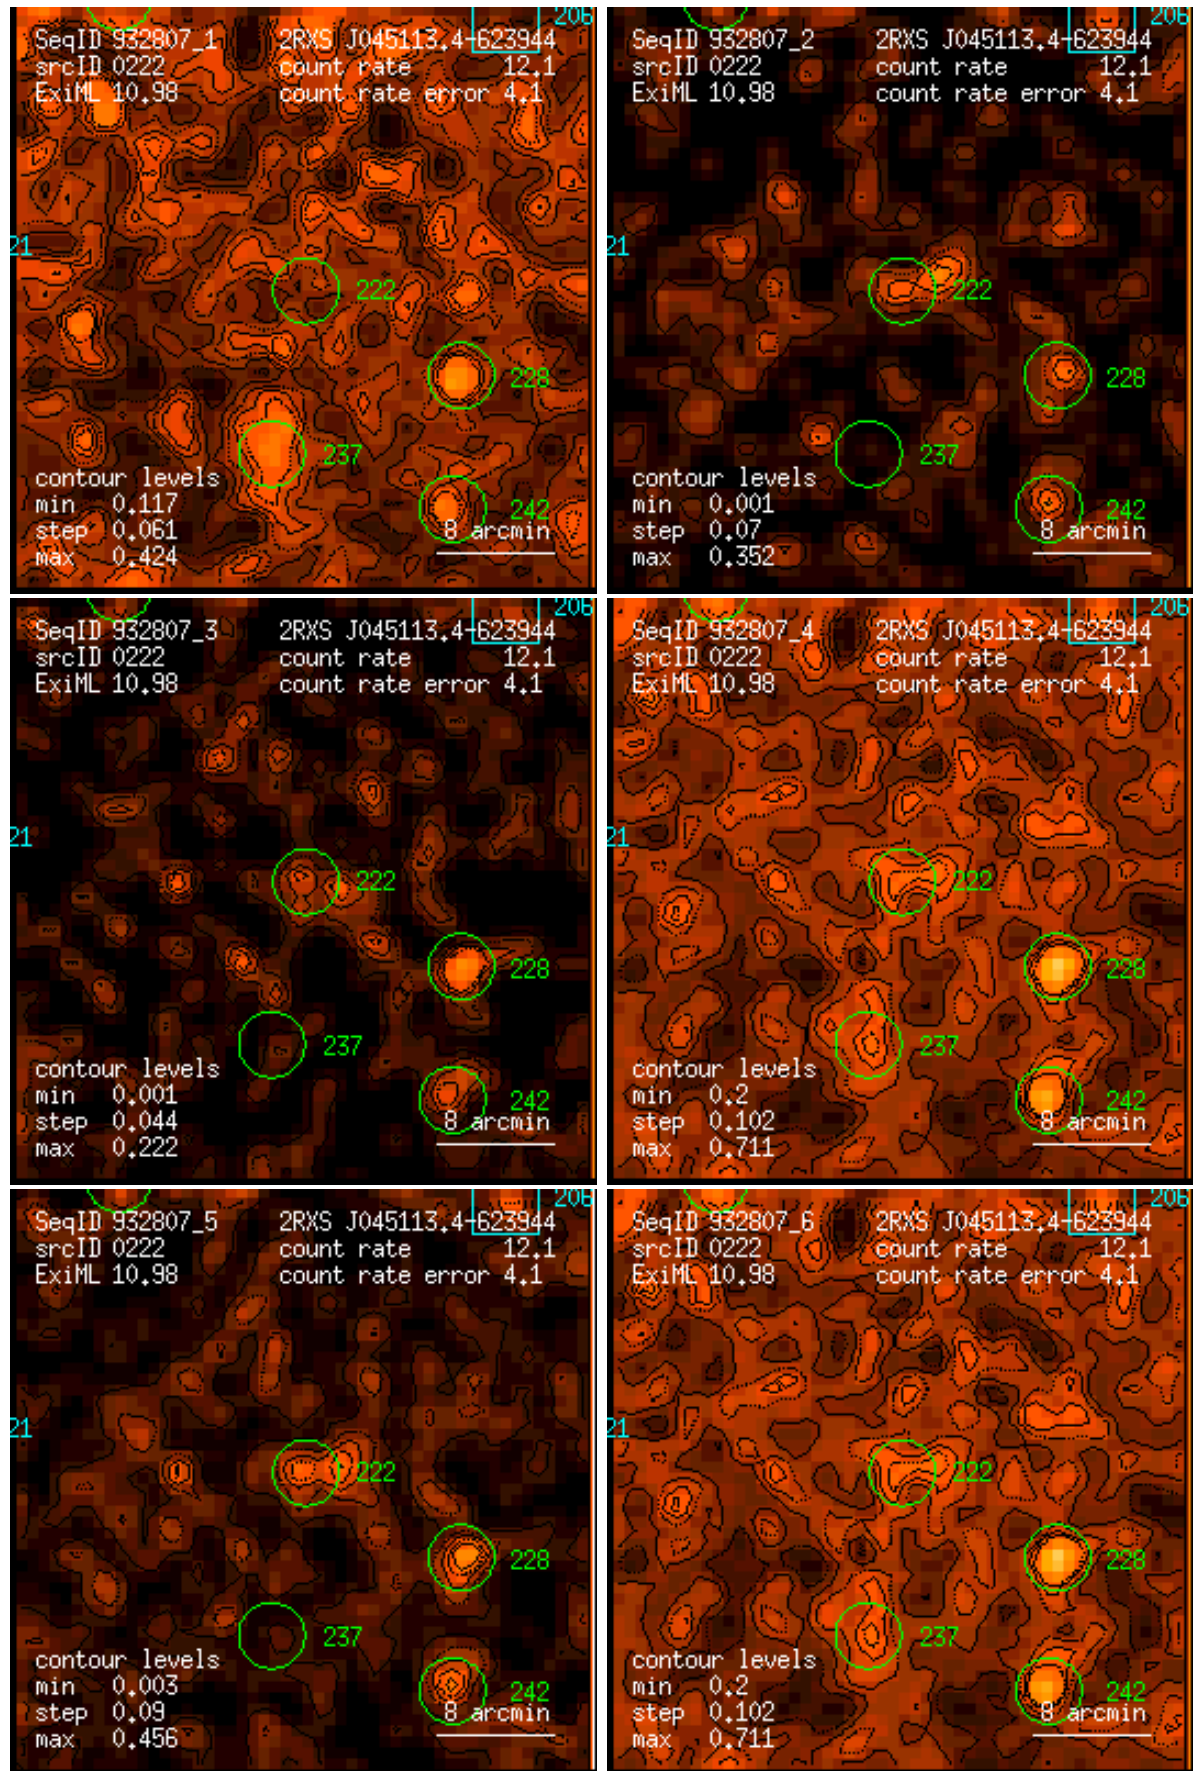 206
SeqID 932807_1 2RXS J045113.4-623944
srcID 0222 count rate 12.1
ExiML 10.98 count rate error 4.1
21
222
228
237
contour levels
min 0.117
242
step 0.061
8 arcmin
max 0.424
206
SeqID 932807_2 2RXS J045113.4-623944
srcID 0222 count rate 12.1
ExiML 10.98 count rate error 4.1
21
222
228
237
contour levels
min 0.001
242
step 0.07
8 arcmin
max 0.352
206
SeqID 932807_3 2RXS J045113.4-623944
srcID 0222 count rate 12.1
ExiML 10.98 count rate error 4.1
21
222
228
237
contour levels
min 0.001
242
step 0.044
8 arcmin
max 0.222
206
SeqID 932807_4 2RXS J045113.4-623944
srcID 0222 count rate 12.1
ExiML 10.98 count rate error 4.1
21
222
228
237
contour levels
min 0.2
242
step 0.102
8 arcmin
max 0.711
206
SeqID 932807_5 2RXS J045113.4-623944
srcID 0222 count rate 12.1
ExiML 10.98 count rate error 4.1
21
222
228
237
contour levels
min 0.003
242
step 0.09
8 arcmin
max 0.456
206
SeqID 932807_6 2RXS J045113.4-623944
srcID 0222 count rate 12.1
ExiML 10.98 count rate error 4.1
21
222
228
237
contour levels
min 0.2
242
step 0.102
8 arcmin
max 0.711